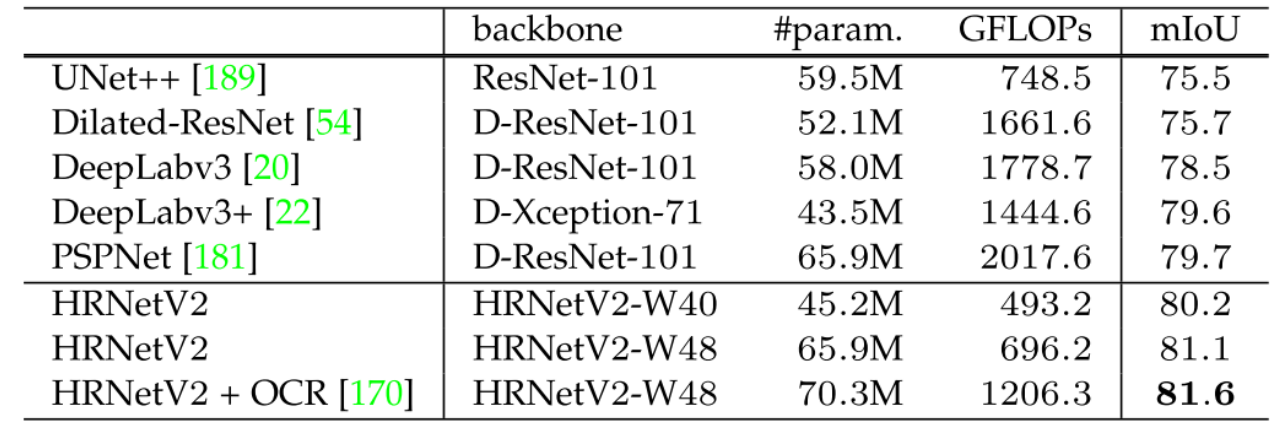 backbone #param. GFLOPs mIoU
UNet++ [189] ResNet-101 59.5M 748.5 75.5
Dilated-ResNet [54] D-ResNet-101 52.1M 1661.6 75.7
DeepLabv3 [20] D-ResNet-101 58.0M 1778.7 78.5
DeepLabv3+ [22] D-Xception-71 43.5M 1444.6 79.6
PSPNet [181] D-ResNet-101 65.9M 2017.6 79.7
HRNetV2 HRNetV2-W40 45.2M 493.2 80.2
HRNetV2 HRNetV2-W48 65.9M 696.2 81.1
HRNetV2 + OCR [170] HRNetV2-W48 70.3M 1206.3 81.6